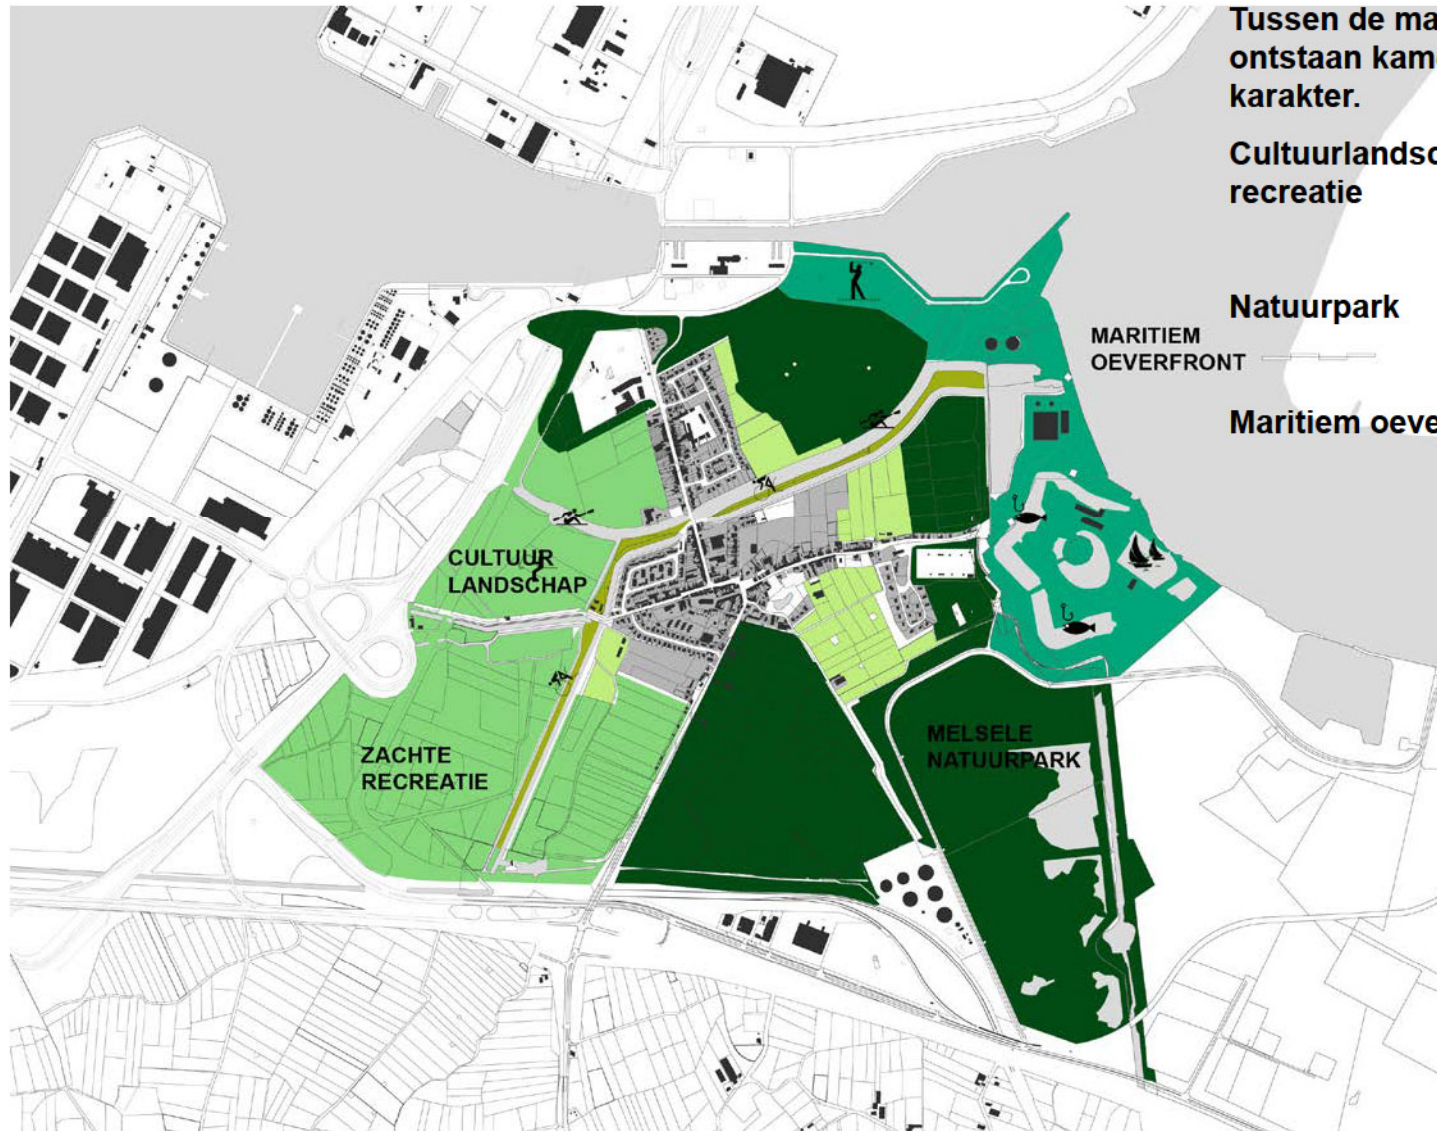 Tussen de ma
ontstaan kam
karakter.
Cultuurlandsc
recreatie
Natuurpark
Maritiem oeve
MARITIEM
OEVERFRONT
CULTUUR
LANDSCHAP
ZACHTE
RECREATIE
MELSELE
NATUURPARK